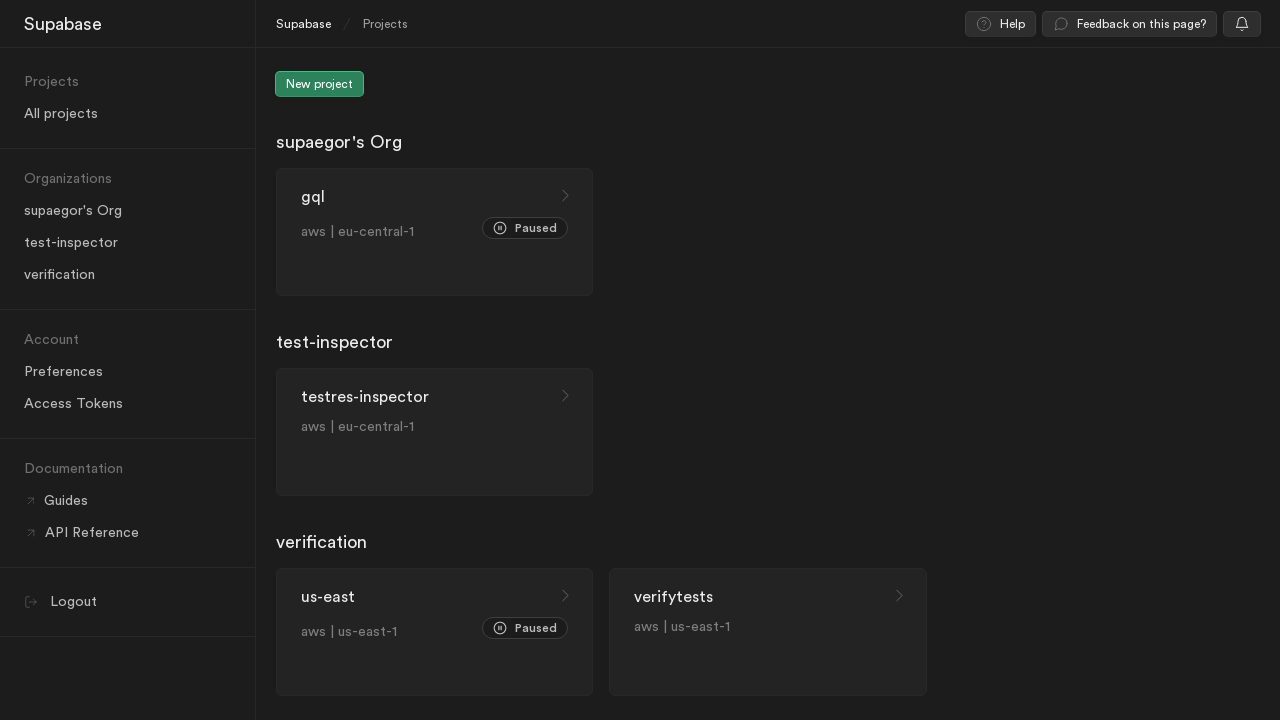 Supabase
Projects
All projects
Organizations
supaegor's Org
test-inspector
verification
Account
Preferences
Access Tokens
Documentation
Guides
API Reference
Logout
Supabase / Projects
Help
Feedback on this page?
New project
supaegor's Org
gql
aws | eu-central-1
Paused
test-inspector
testres-inspector
aws | eu-central-1
verification
us-east
aws | us-east-1
Paused
verifytests
aws | us-east-1